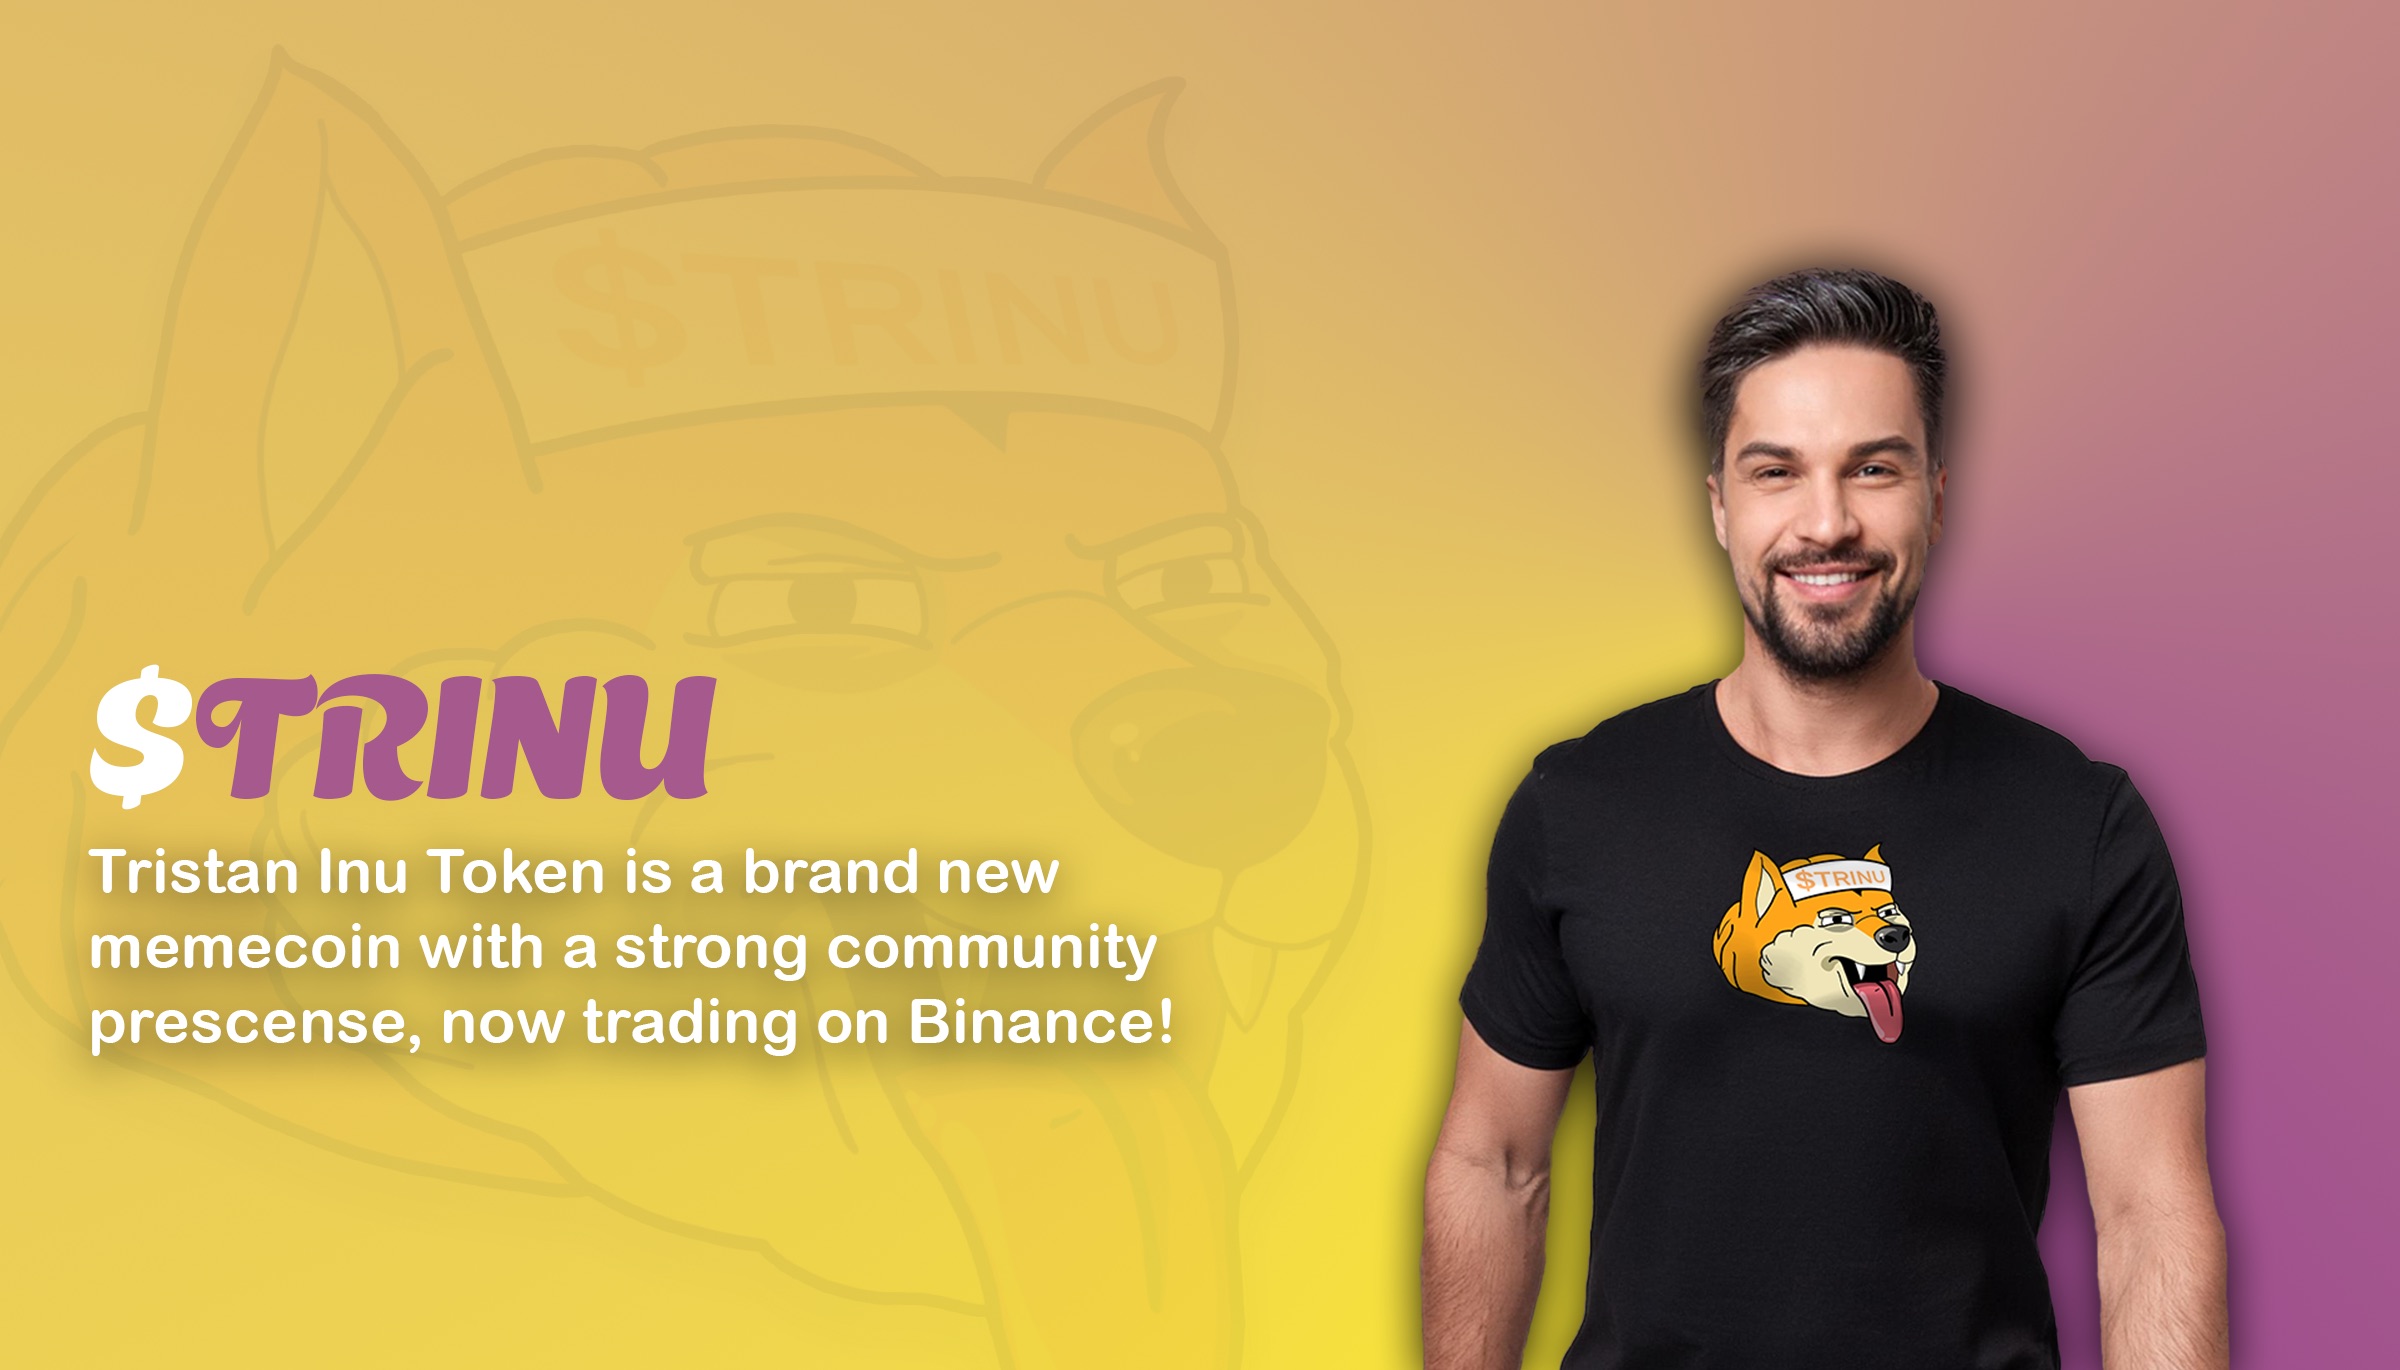 $TRINU
$TRINU
Tristan Inu Token is a brand new
memecoin with a strong community
prescense, now trading on Binance!
$TRINU